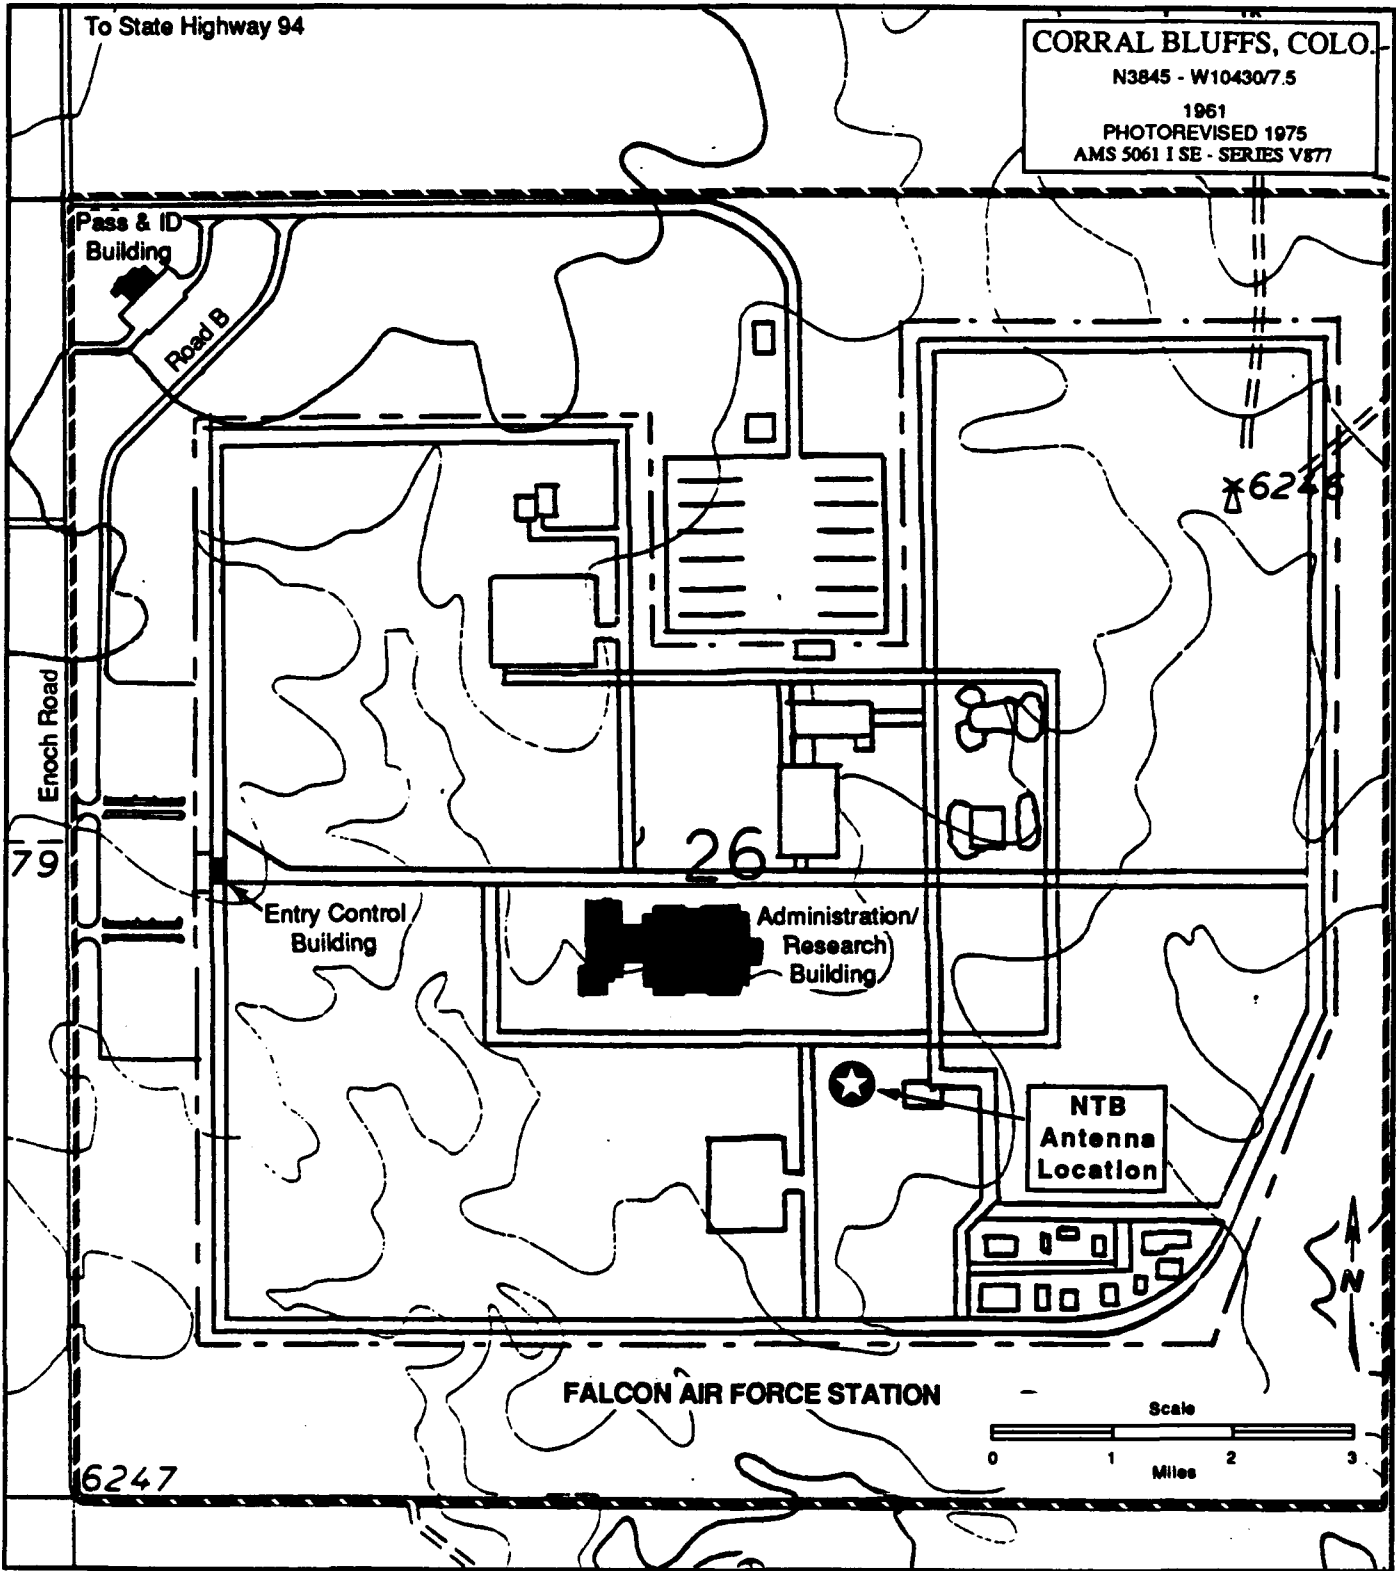 To State Highway 94
CORRAL BLUFFS, COLO.
N3845 - W10430/7.5
1961
PHOTOREVISED 1975
AMS 5061 I SE - SERIES V877
Pass & ID
Building
Road B
6246
Enoch Road
79
26
Entry Control
Building
Administration/
Research
Building
NTB
Antenna
Location
N
FALCON AIR FORCE STATION
Scale
0 1 2 3
Miles
6247